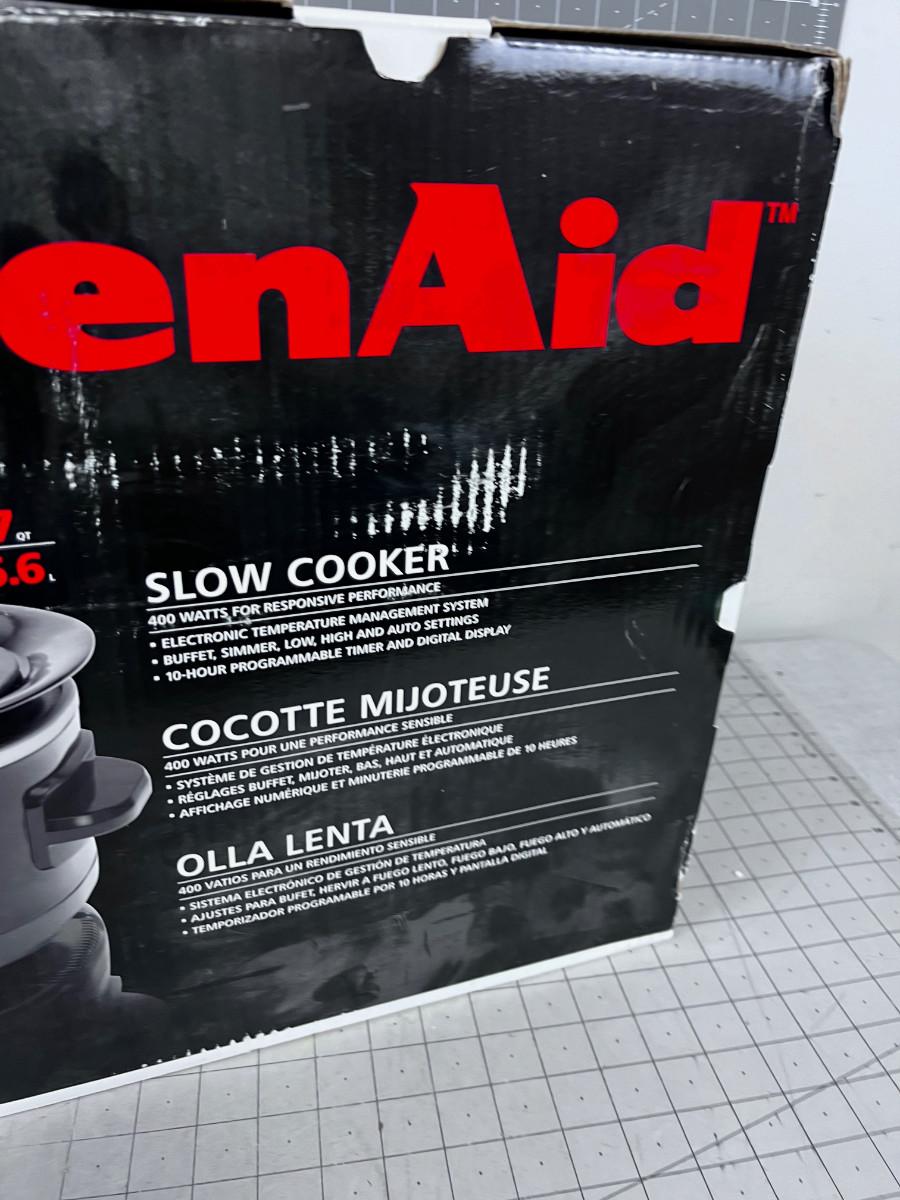 enAid™
7 QT
6.6 L
SLOW COOKER
400 WATTS FOR RESPONSIVE PERFORMANCE
• ELECTRONIC TEMPERATURE MANAGEMENT SYSTEM
• BUFFET, SIMMER, LOW, HIGH AND AUTO SETTINGS
• 10-HOUR PROGRAMMABLE TIMER AND DIGITAL DISPLAY
COCOTTE MIJOTEUSE
400 WATTS POUR UNE PERFORMANCE SENSIBLE
• SYSTÈME DE GESTION DE TEMPÉRATURE ÉLECTRONIQUE
• RÉGLAGES BUFFET, MIJOTER, BAS, HAUT ET AUTOMATIQUE
• AFFICHAGE NUMÉRIQUE ET MINUTERIE PROGRAMMABLE DE 10 HEURES
OLLA LENTA
400 VATIOS PARA UN RENDIMIENTO SENSIBLE
• SISTEMA ELECTRÓNICO DE GESTIÓN DE TEMPERATURA
• AJUSTES PARA BUFET, HERVIR A FUEGO LENTO, FUEGO BAJO, FUEGO ALTO Y AUTOMÁTICO
• TEMPORIZADOR PROGRAMABLE POR 10 HORAS Y PANTALLA DIGITAL